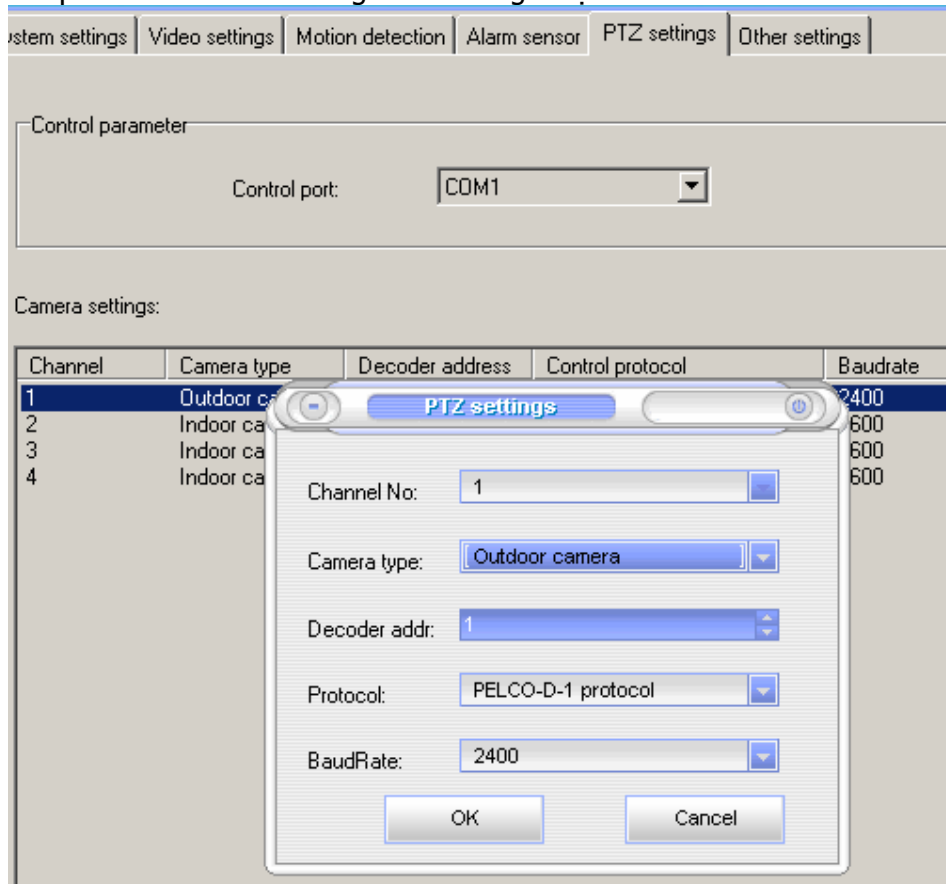 stem settings Video settings Motion detection Alarm sensor PTZ settings Other settings
Control parameter
Control port: COM1
Camera settings:
Channel Camera type Decoder address Control protocol Baudrate
1 Outdoor 2400
2 Indoor ca 600
3 Indoor ca 600
4 Indoor ca 600
PTZ settings
Channel No: 1
Camera type: Outdoor camera
Decoder addr: 1
Protocol: PELCO-D-1 protocol
BaudRate: 2400
OK Cancel